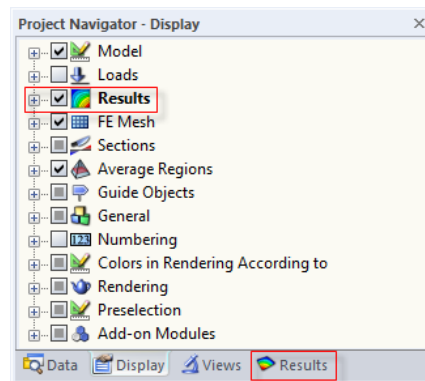 Project Navigator - Display
Model
Loads
Results
FE Mesh
Sections
Average Regions
Guide Objects
General
123 Numbering
Colors in Rendering According to
Rendering
Preselection
Add-on Modules
Data Display Views Results